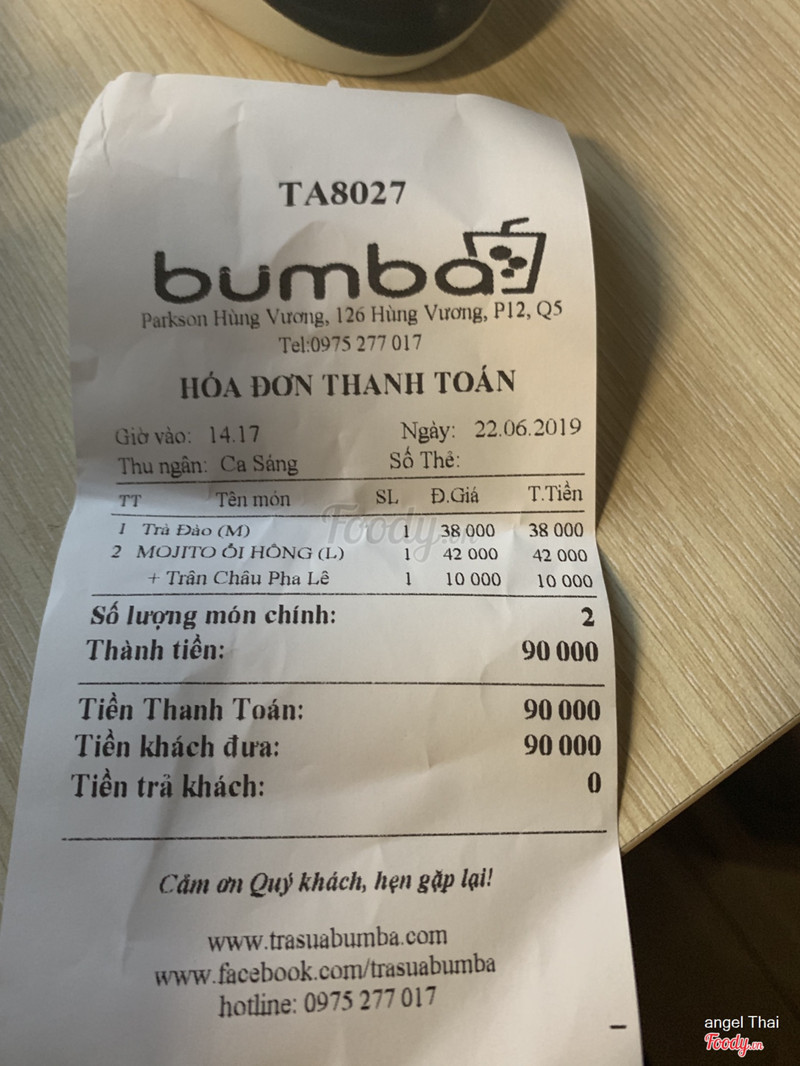 TA8027
bumba
Parkson Hùng Vương, 126 Hùng Vương, P12, Q5
Tel:0975 277 017
HÓA ĐƠN THANH TOÁN
Giờ vào: 14.17 Ngày: 22.06.2019
Thu ngân: Ca Sáng Số Thẻ:
TT Tên món SL Đ.Giá T.Tiền
1 Trà Đào (M) 1 38 000 38 000
2 MOJITO ỔI HỒNG (L) 1 42 000 42 000
+ Trân Châu Pha Lê 1 10 000 10 000
Số lượng món chính: 2
Thành tiền: 90 000
Tiền Thanh Toán: 90 000
Tiền khách đưa: 90 000
Tiền trả khách: 0
Cảm ơn Quý khách, hẹn gặp lại!
www.trasuabumba.com
www.facebook.com/trasuabumba
hotline: 0975 277 017
Foody.vn
angel Thai
Foody.vn